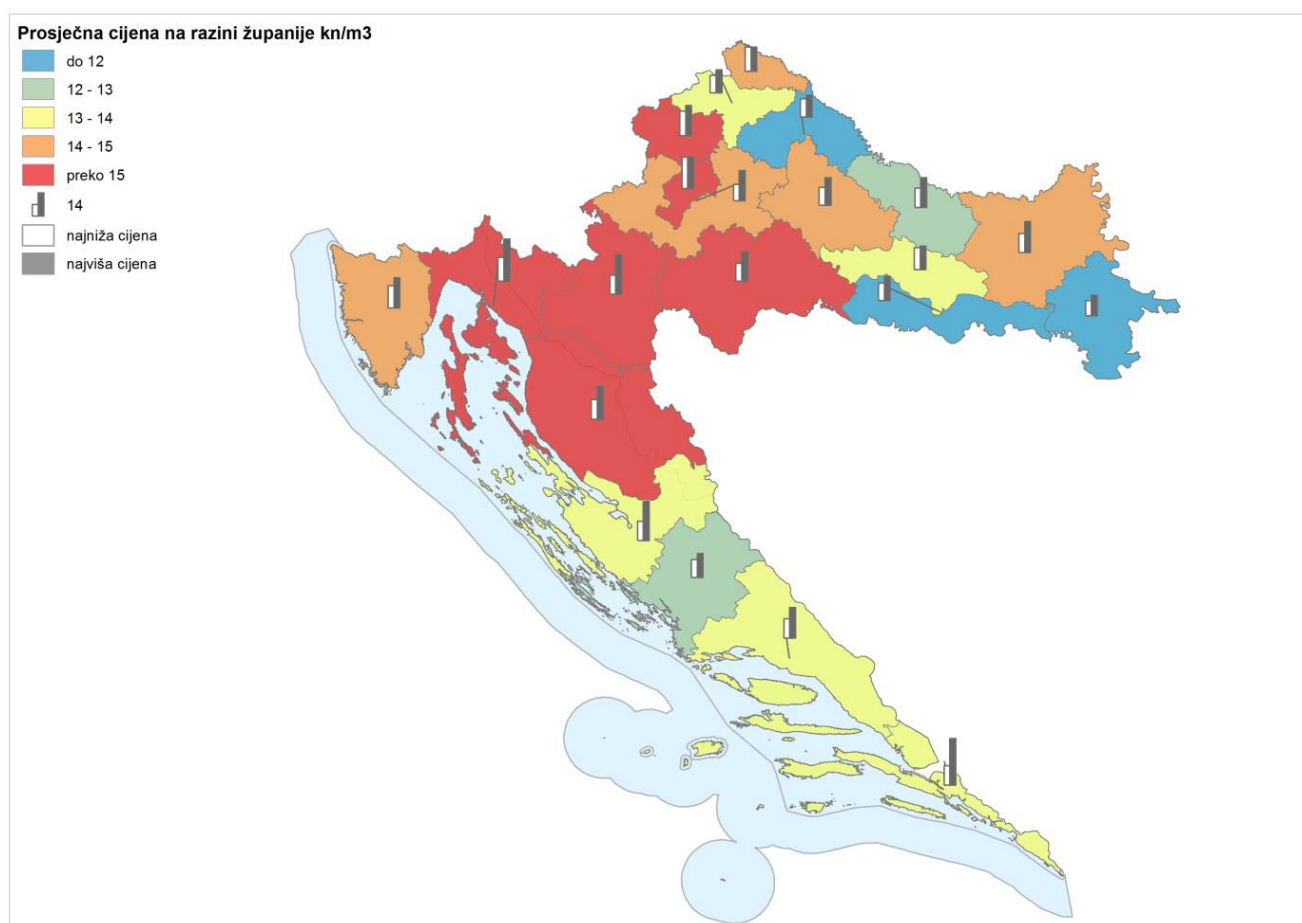 Prosječna cijena na razini županije kn/m3
do 12
12 - 13
13 - 14
14 - 15
preko 15
14
najniža cijena
najviša cijena